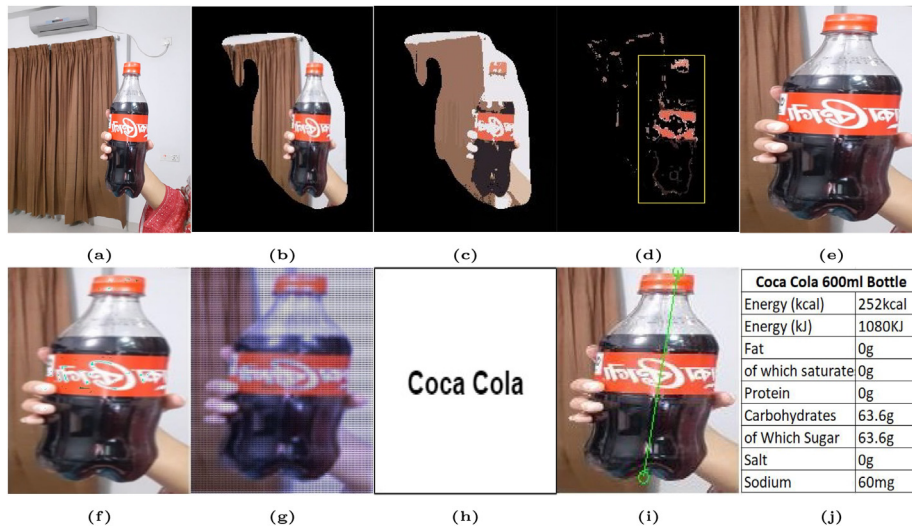 (a)
(b)
(c)
(d)
(e)
Coca Cola
Coca Cola 600ml Bottle
Energy (kcal) 252kcal
Energy (kJ) 1080KJ
Fat 0g
of which saturate 0g
Protein 0g
Carbohydrates 63.6g
of Which Sugar 63.6g
Salt 0g
Sodium 60mg
(f)
(g)
(h)
(i)
(j)